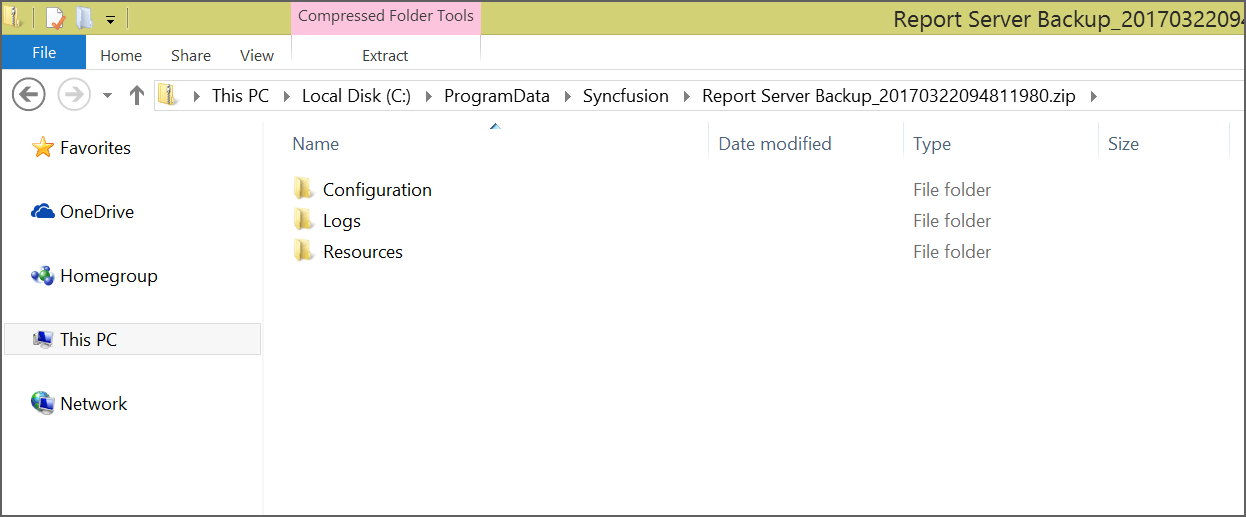 Compressed Folder Tools
Report Server Backup_2017032209
File Home Share View Extract
This PC Local Disk (C:) ProgramData Syncfusion Report Server Backup_20170322094811980.zip
Name Date modified Type Size
Favorites
OneDrive
Homegroup
This PC
Network
Configuration File folder
Logs File folder
Resources File folder